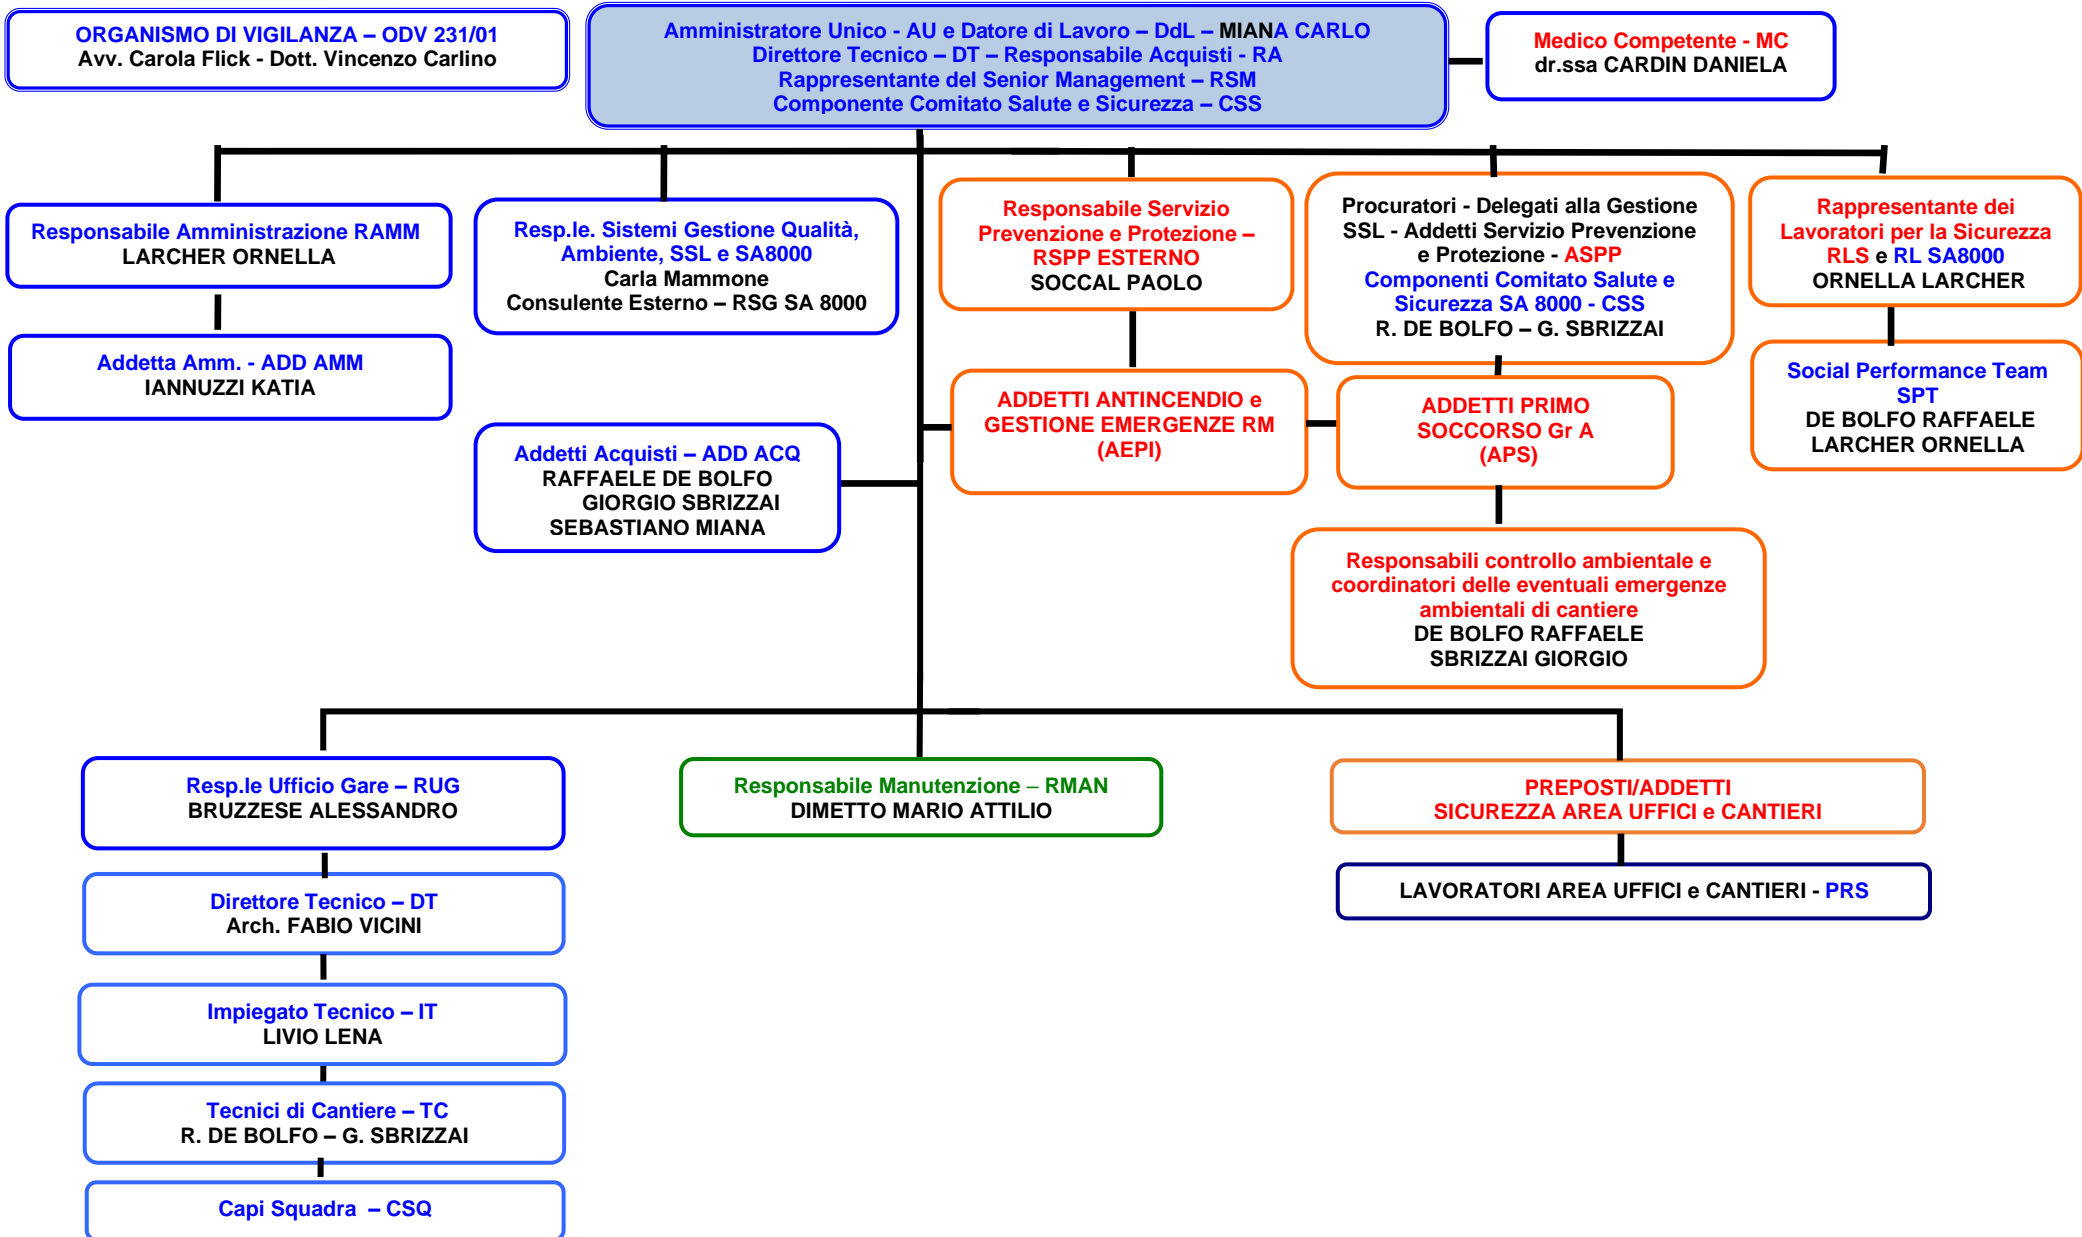 ORGANISMO DI VIGILANZA – ODV 231/01
Avv. Carola Flick - Dott. Vincenzo Carlino
Amministratore Unico - AU e Datore di Lavoro – DdL – MIANA CARLO
Direttore Tecnico – DT – Responsabile Acquisti - RA
Rappresentante del Senior Management – RSM
Componente Comitato Salute e Sicurezza – CSS
Medico Competente - MC
dr.ssa CARDIN DANIELA
Responsabile Amministrazione RAMM
LARCHER ORNELLA
Resp.le. Sistemi Gestione Qualità,
Ambiente, SSL e SA8000
Carla Mammone
Consulente Esterno – RSG SA 8000
Responsabile Servizio
Prevenzione e Protezione –
RSPP ESTERNO
SOCCAL PAOLO
Procuratori - Delegati alla Gestione
SSL - Addetti Servizio Prevenzione
e Protezione - ASPP
Componenti Comitato Salute e
Sicurezza SA 8000 - CSS
R. DE BOLFO – G. SBRIZZAI
Rappresentante dei
Lavoratori per la Sicurezza
RLS e RL SA8000
ORNELLA LARCHER
Addetta Amm. - ADD AMM
IANNUZZI KATIA
Addetti Acquisti – ADD ACQ
RAFFAELE DE BOLFO
GIORGIO SBRIZZAI
SEBASTIANO MIANA
ADDETTI ANTINCENDIO e
GESTIONE EMERGENZE RM
(AEPI)
ADDETTI PRIMO
SOCCORSO Gr A
(APS)
Social Performance Team
SPT
DE BOLFO RAFFAELE
LARCHER ORNELLA
Responsabili controllo ambientale e
coordinatori delle eventuali emergenze
ambientali di cantiere
DE BOLFO RAFFAELE
SBRIZZAI GIORGIO
Resp.le Ufficio Gare – RUG
BRUZZESE ALESSANDRO
Responsabile Manutenzione – RMAN
DIMETTO MARIO ATTILIO
PREPOSTI/ADDETTI
SICUREZZA AREA UFFICI e CANTIERI
LAVORATORI AREA UFFICI e CANTIERI - PRS
Direttore Tecnico – DT
Arch. FABIO VICINI
Impiegato Tecnico – IT
LIVIO LENA
Tecnici di Cantiere – TC
R. DE BOLFO – G. SBRIZZAI
Capi Squadra – CSQ